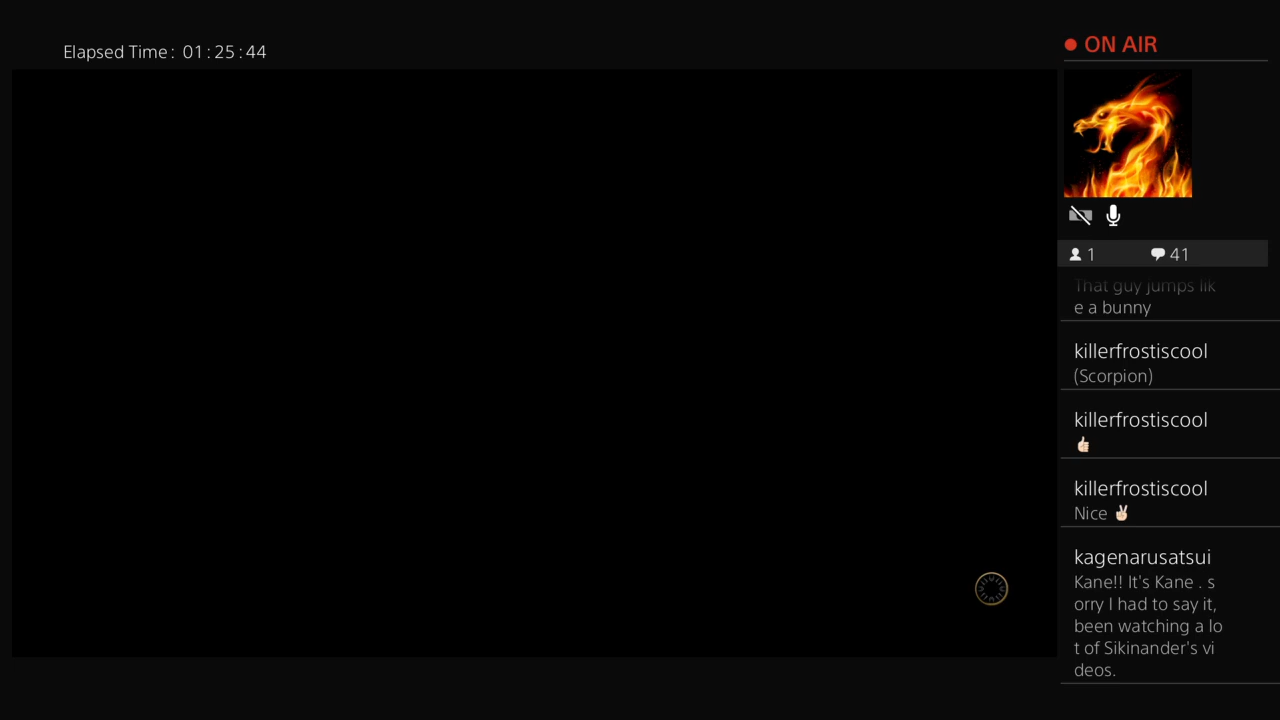 Elapsed Time: 01:25:44
ON AIR
1 41
That guy jumps lik
e a bunny
killerfrostiscool
(Scorpion)
killerfrostiscool
👍🏻
killerfrostiscool
Nice ✌🏻
kagenarusatsui
Kane!! It's Kane . s
orry I had to say it,
been watching a lo
t of Sikinander's vi
deos.